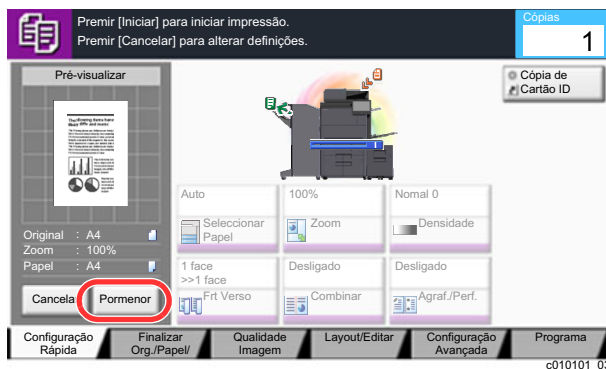 Premir [Iniciar] para iniciar impressão.
Premir [Cancelar] para alterar definições.
Cópias
1
Pré-visualizar
Cópia de
Cartão ID
Original : A4
Zoom : 100%
Papel : A4
Cancela
Pormenor
Auto
Seleccionar
Papel
100%
Zoom
Normal 0
Densidade
1 face
>>1 face
Frt Verso
Desligado
Combinar
Desligado
Agraf./Perf.
Configuração
Rápida
Finalizar
Org./Papel/
Qualidade
Imagem
Layout/Editar
Configuração
Avançada
Programa
c010101_03